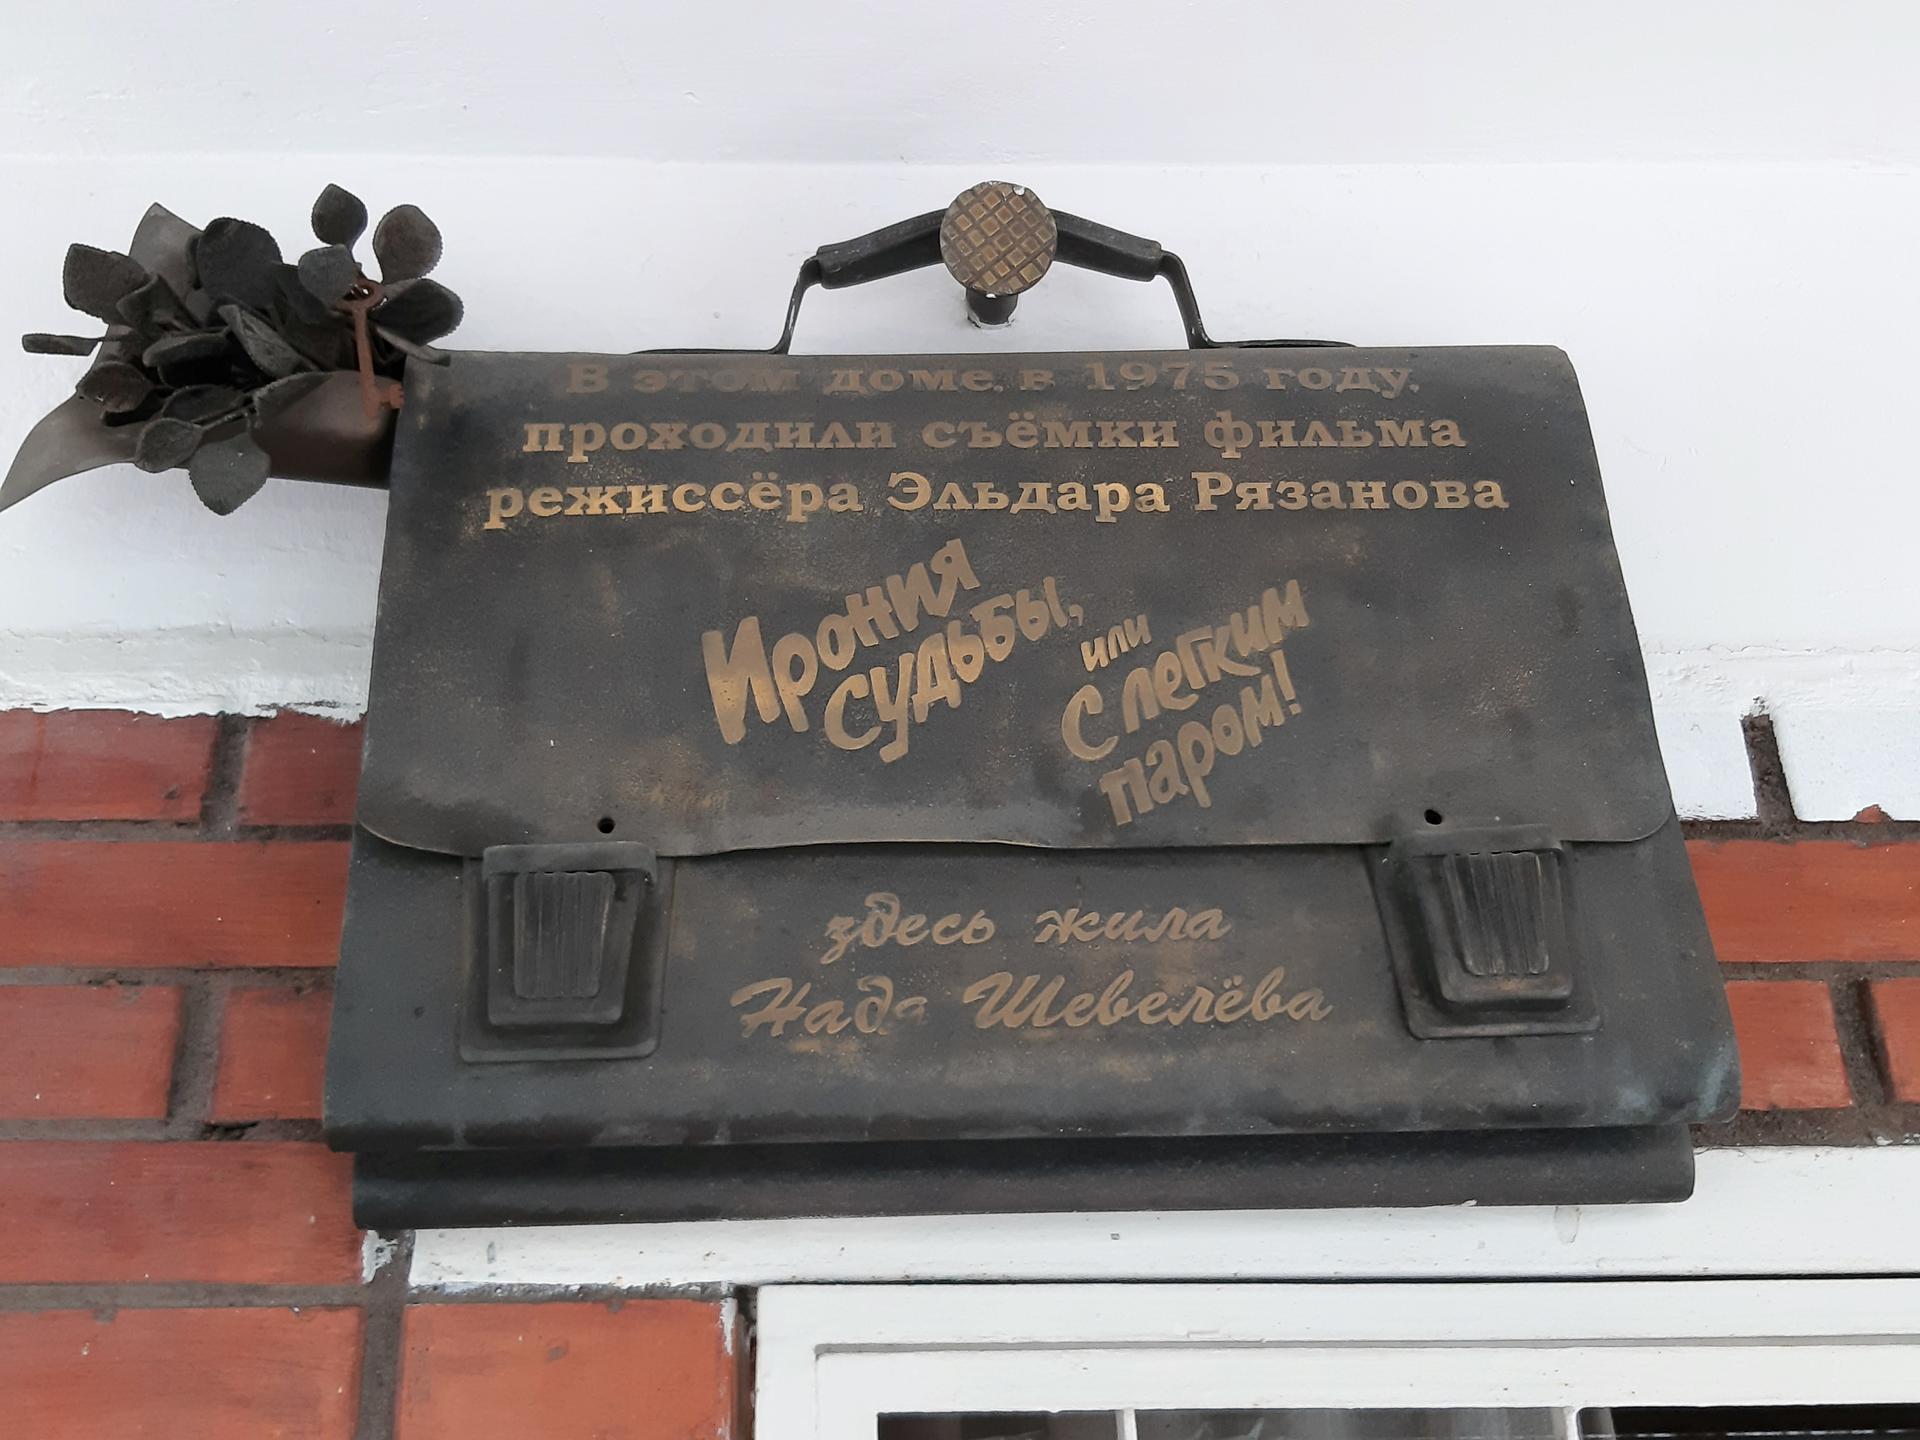 В этом доме, в 1975 году,
проходили съёмки фильма
режиссёра Эльдара Рязанова
Ирония
судьбы,
или
С легким
паром!
здесь жила
Надя Шевелёва